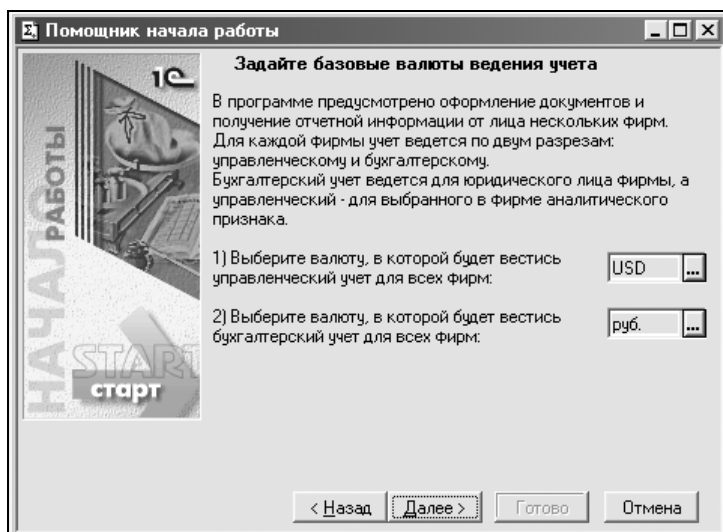 Помощник начала работы
1С
НАЧАЛО
РАБОТЫ
START
старт
Задайте базовые валюты ведения учета
В программе предусмотрено оформление документов и
получение отчетной информации от лица нескольких фирм.
Для каждой фирмы учет ведется по двум разрезам:
управленческому и бухгалтерскому.
Бухгалтерский учет ведется для юридического лица фирмы, а
управленческий - для выбранного в фирме аналитического
признака.
1) Выберите валюту, в которой будет вестись
управленческий учет для всех фирм:
USD ...
2) Выберите валюту, в которой будет вестись
бухгалтерский учет для всех фирм:
руб. ...
< Назад Далее > Готово Отмена